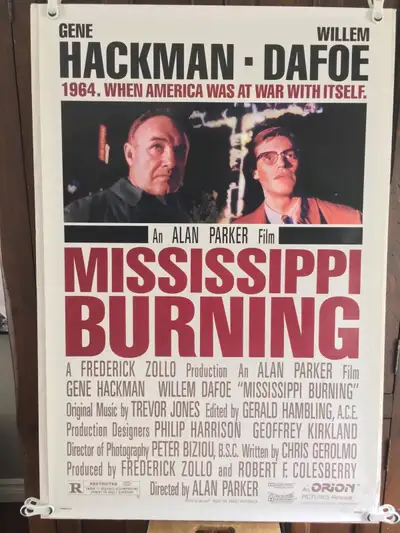 GENE WILLEM
HACKMAN · DAFOE
1964. WHEN AMERICA WAS AT WAR WITH ITSELF.
An ALAN PARKER Film
MISSISSIPPI
BURNING
A FREDERICK ZOLLO Production An ALAN PARKER Film
GENE HACKMAN WILLEM DAFOE "MISSISSIPPI BURNING"
Original Music by TREVOR JONES Edited by GERALD HAMBLING, A.C.E.
Production Designers PHILIP HARRISON GEOFFREY KIRKLAND
Director of Photography PETER BIZIOU, B.S.C. Written by CHRIS GEROLMO
Produced by FREDERICK ZOLLO and ROBERT F. COLESBERRY
Directed by ALAN PARKER
R RESTRICTED
An ORION
PICTURES Release